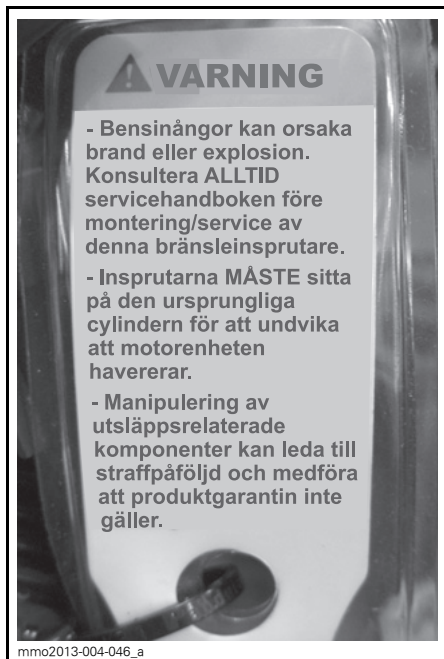 VARNING
- Bensinångor kan orsaka
brand eller explosion.
Konsultera ALLTID
servicehandboken före
montering/service av
denna bränsleinsprutare.
- Insprutarna MÅSTE sitta
på den ursprungliga
cylindern för att undvika
att motorenheten
havererar.
- Manipulering av
utsläppsrelaterade
komponenter kan leda till
straffpåföljd och medföra
att produktgarantin inte
gäller.
mmo2013-004-046_a